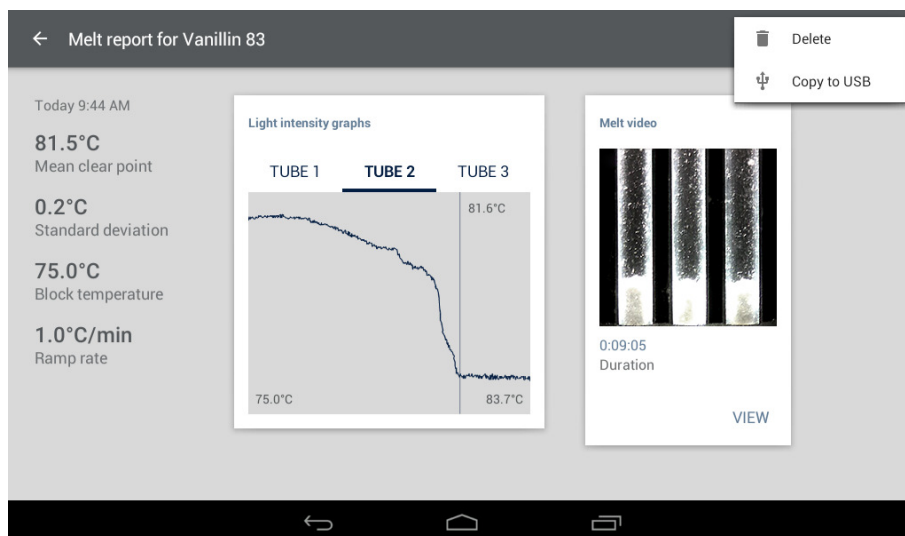 Melt report for Vanillin 83
Delete
Copy to USB
Today 9:44 AM
81.5°C
Mean clear point
0.2°C
Standard deviation
75.0°C
Block temperature
1.0°C/min
Ramp rate
Light intensity graphs
TUBE 1 TUBE 2 TUBE 3
81.6°C
75.0°C 83.7°C
Melt video
0:09:05
Duration
VIEW